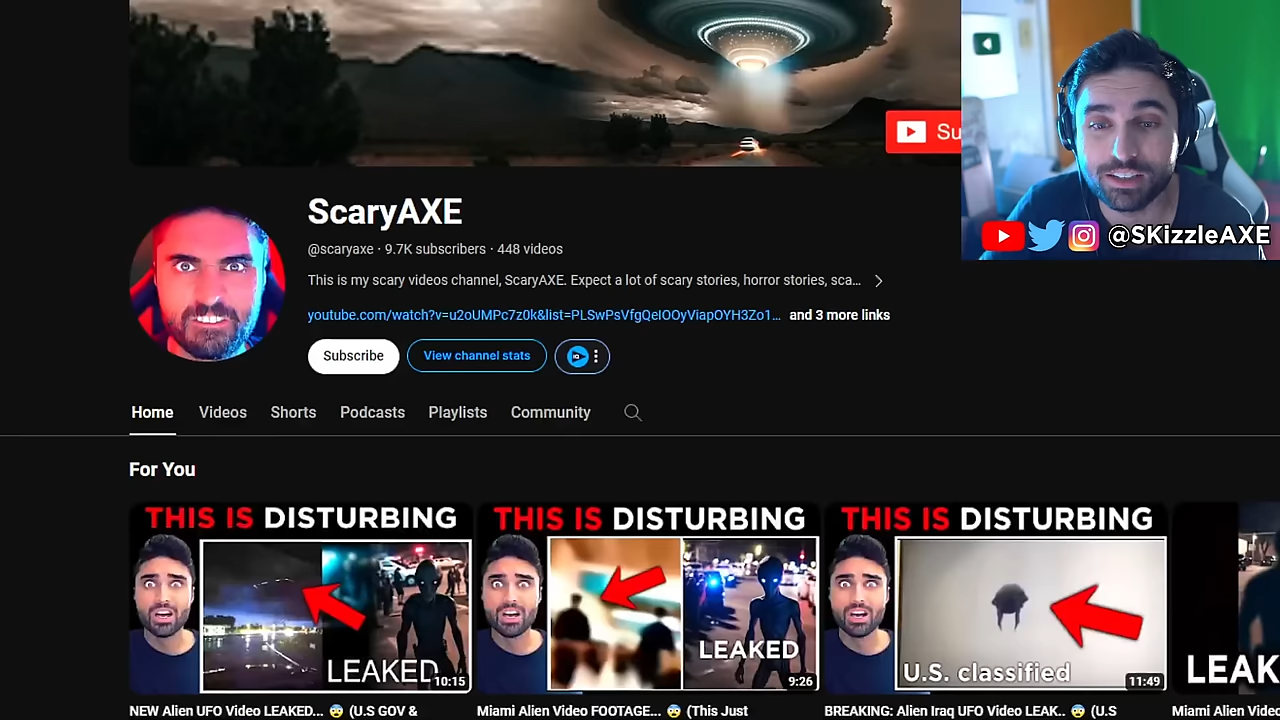 Su
@SKizzleAXE
ScaryAXE
@scaryaxe · 9.7K subscribers · 448 videos
This is my scary videos channel, ScaryAXE. Expect a lot of scary stories, horror stories, sca...
youtube.com/watch?v=u2oUMPc7z0k&list=PLSwPsVfgQeIOOyViapOYH3Zo1... and 3 more links
Subscribe View channel stats
Home Videos Shorts Podcasts Playlists Community
For You
THIS IS DISTURBING THIS IS DISTURBING THIS IS DISTURBING
LEAKED 10:15 LEAKED 9:26 U.S. classified 11:49 LEAK
NEW Alien UFO Video LEAKED... 😨 (U.S GOV & Miami Alien Video FOOTAGE... 😨 (This Just BREAKING: Alien Iraq UFO Video LEAK.. 😨 (U.S Miami Alien Video